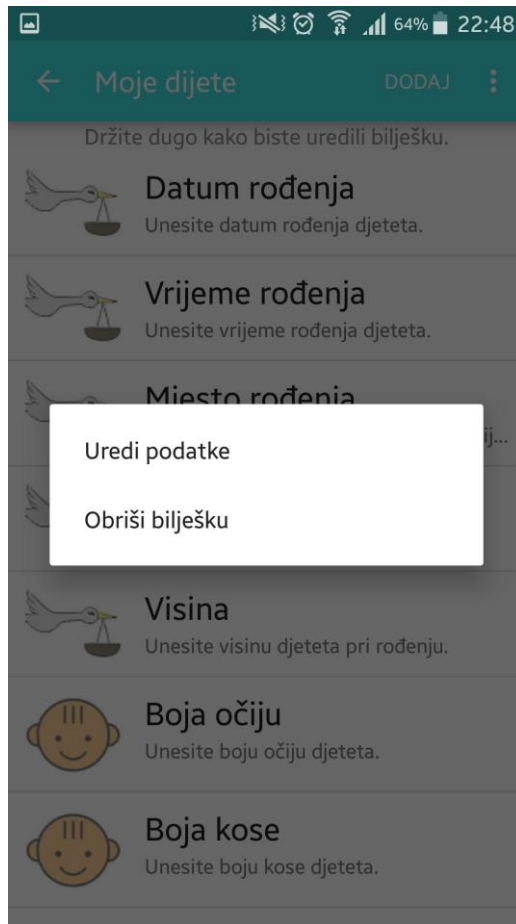 64% 22:48
Moje dijete DODAJ
Držite dugo kako biste uredili bilješku.
Datum rođenja
Unesite datum rođenja djeteta.
Vrijeme rođenja
Unesite vrijeme rođenja djeteta.
Mjesto rođenja
ij...
Uredi podatke
Obriši bilješku
Visina
Unesite visinu djeteta pri rođenju.
Boja očiju
Unesite boju očiju djeteta.
Boja kose
Unesite boju kose djeteta.